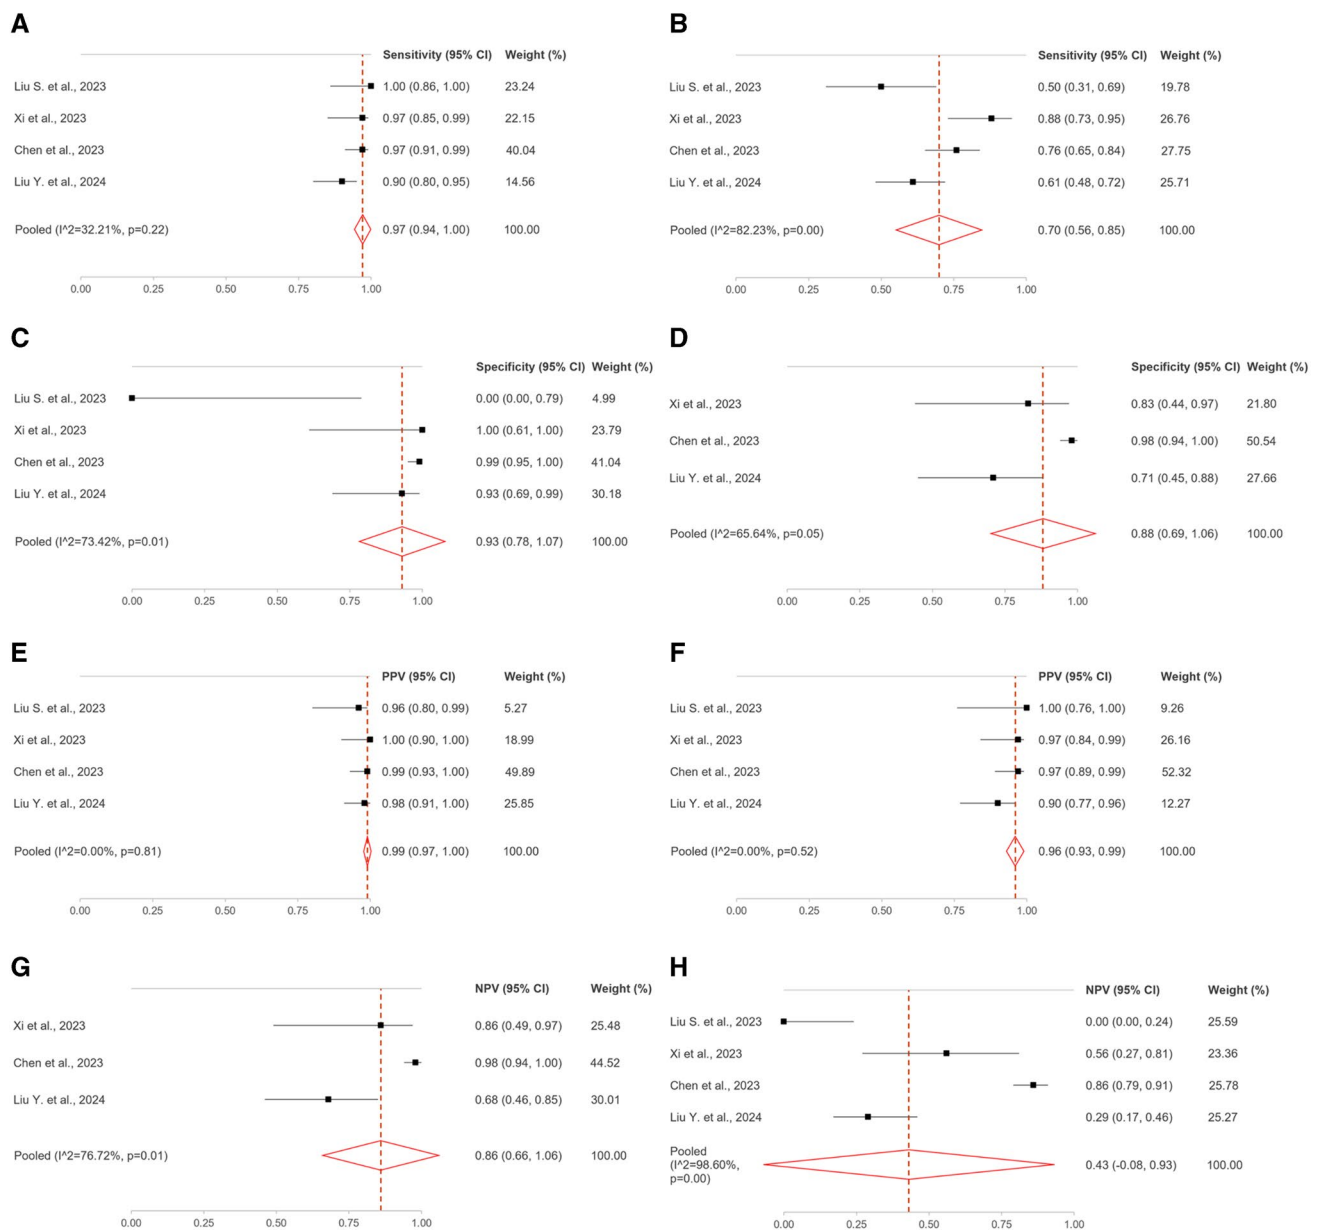 A
Sensitivity (95% CI) Weight (%)
Liu S. et al., 2023 1.00 (0.86, 1.00) 23.24
Xi et al., 2023 0.97 (0.85, 0.99) 22.15
Chen et al., 2023 0.97 (0.91, 0.99) 40.04
Liu Y. et al., 2024 0.90 (0.80, 0.95) 14.56
Pooled (I^2=32.21%, p=0.22) 0.97 (0.94, 1.00) 100.00
0.00 0.25 0.50 0.75 1.00
B
Sensitivity (95% CI) Weight (%)
Liu S. et al., 2023 0.50 (0.31, 0.69) 19.78
Xi et al., 2023 0.88 (0.73, 0.95) 26.76
Chen et al., 2023 0.76 (0.65, 0.84) 27.75
Liu Y. et al., 2024 0.61 (0.48, 0.72) 25.71
Pooled (I^2=82.23%, p=0.00) 0.70 (0.56, 0.85) 100.00
0.00 0.25 0.50 0.75 1.00
C
Specificity (95% CI) Weight (%)
Liu S. et al., 2023 0.00 (0.00, 0.79) 4.99
Xi et al., 2023 1.00 (0.61, 1.00) 23.79
Chen et al., 2023 0.99 (0.95, 1.00) 41.04
Liu Y. et al., 2024 0.93 (0.69, 0.99) 30.18
Pooled (I^2=73.42%, p=0.01) 0.93 (0.78, 1.07) 100.00
0.00 0.25 0.50 0.75 1.00
D
Specificity (95% CI) Weight (%)
Xi et al., 2023 0.83 (0.44, 0.97) 21.80
Chen et al., 2023 0.98 (0.94, 1.00) 50.54
Liu Y. et al., 2024 0.71 (0.45, 0.88) 27.66
Pooled (I^2=65.64%, p=0.05) 0.88 (0.69, 1.06) 100.00
0.00 0.25 0.50 0.75 1.00
E
PPV (95% CI) Weight (%)
Liu S. et al., 2023 0.96 (0.80, 0.99) 5.27
Xi et al., 2023 1.00 (0.90, 1.00) 18.99
Chen et al., 2023 0.99 (0.93, 1.00) 49.89
Liu Y. et al., 2024 0.98 (0.91, 1.00) 25.85
Pooled (I^2=0.00%, p=0.81) 0.99 (0.97, 1.00) 100.00
0.00 0.25 0.50 0.75 1.00
F
PPV (95% CI) Weight (%)
Liu S. et al., 2023 1.00 (0.76, 1.00) 9.26
Xi et al., 2023 0.97 (0.84, 0.99) 26.16
Chen et al., 2023 0.97 (0.89, 0.99) 52.32
Liu Y. et al., 2024 0.90 (0.77, 0.96) 12.27
Pooled (I^2=0.00%, p=0.52) 0.96 (0.93, 0.99) 100.00
0.00 0.25 0.50 0.75 1.00
G
NPV (95% CI) Weight (%)
Xi et al., 2023 0.86 (0.49, 0.97) 25.48
Chen et al., 2023 0.98 (0.94, 1.00) 44.52
Liu Y. et al., 2024 0.68 (0.46, 0.85) 30.01
Pooled (I^2=76.72%, p=0.01) 0.86 (0.66, 1.06) 100.00
0.00 0.25 0.50 0.75 1.00
H
NPV (95% CI) Weight (%)
Liu S. et al., 2023 0.00 (0.00, 0.24) 25.59
Xi et al., 2023 0.56 (0.27, 0.81) 23.36
Chen et al., 2023 0.86 (0.79, 0.91) 25.78
Liu Y. et al., 2024 0.29 (0.17, 0.46) 25.27
Pooled
(I^2=98.60%, 0.43 (-0.08, 0.93) 100.00
p=0.00)
0.00 0.25 0.50 0.75 1.00